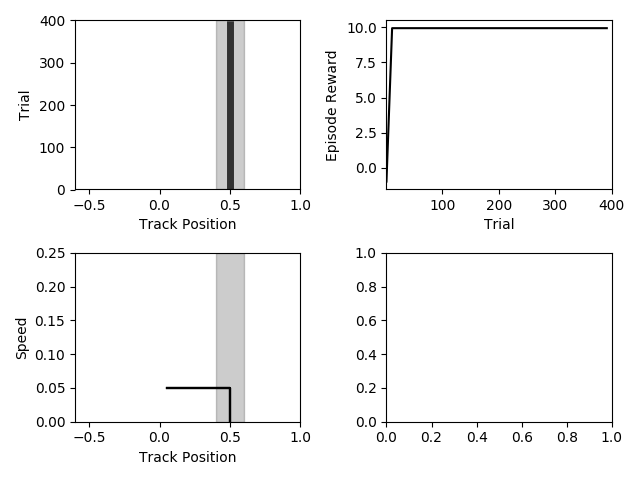 400
300
200
100
0
Trial
−0.5 0.0 0.5 1.0
Track Position
10.0
7.5
5.0
2.5
0.0
Episode Reward
100 200 300 400
Trial
0.25
0.20
0.15
0.10
0.05
0.00
Speed
−0.5 0.0 0.5 1.0
Track Position
1.0
0.8
0.6
0.4
0.2
0.0
0.0 0.2 0.4 0.6 0.8 1.0